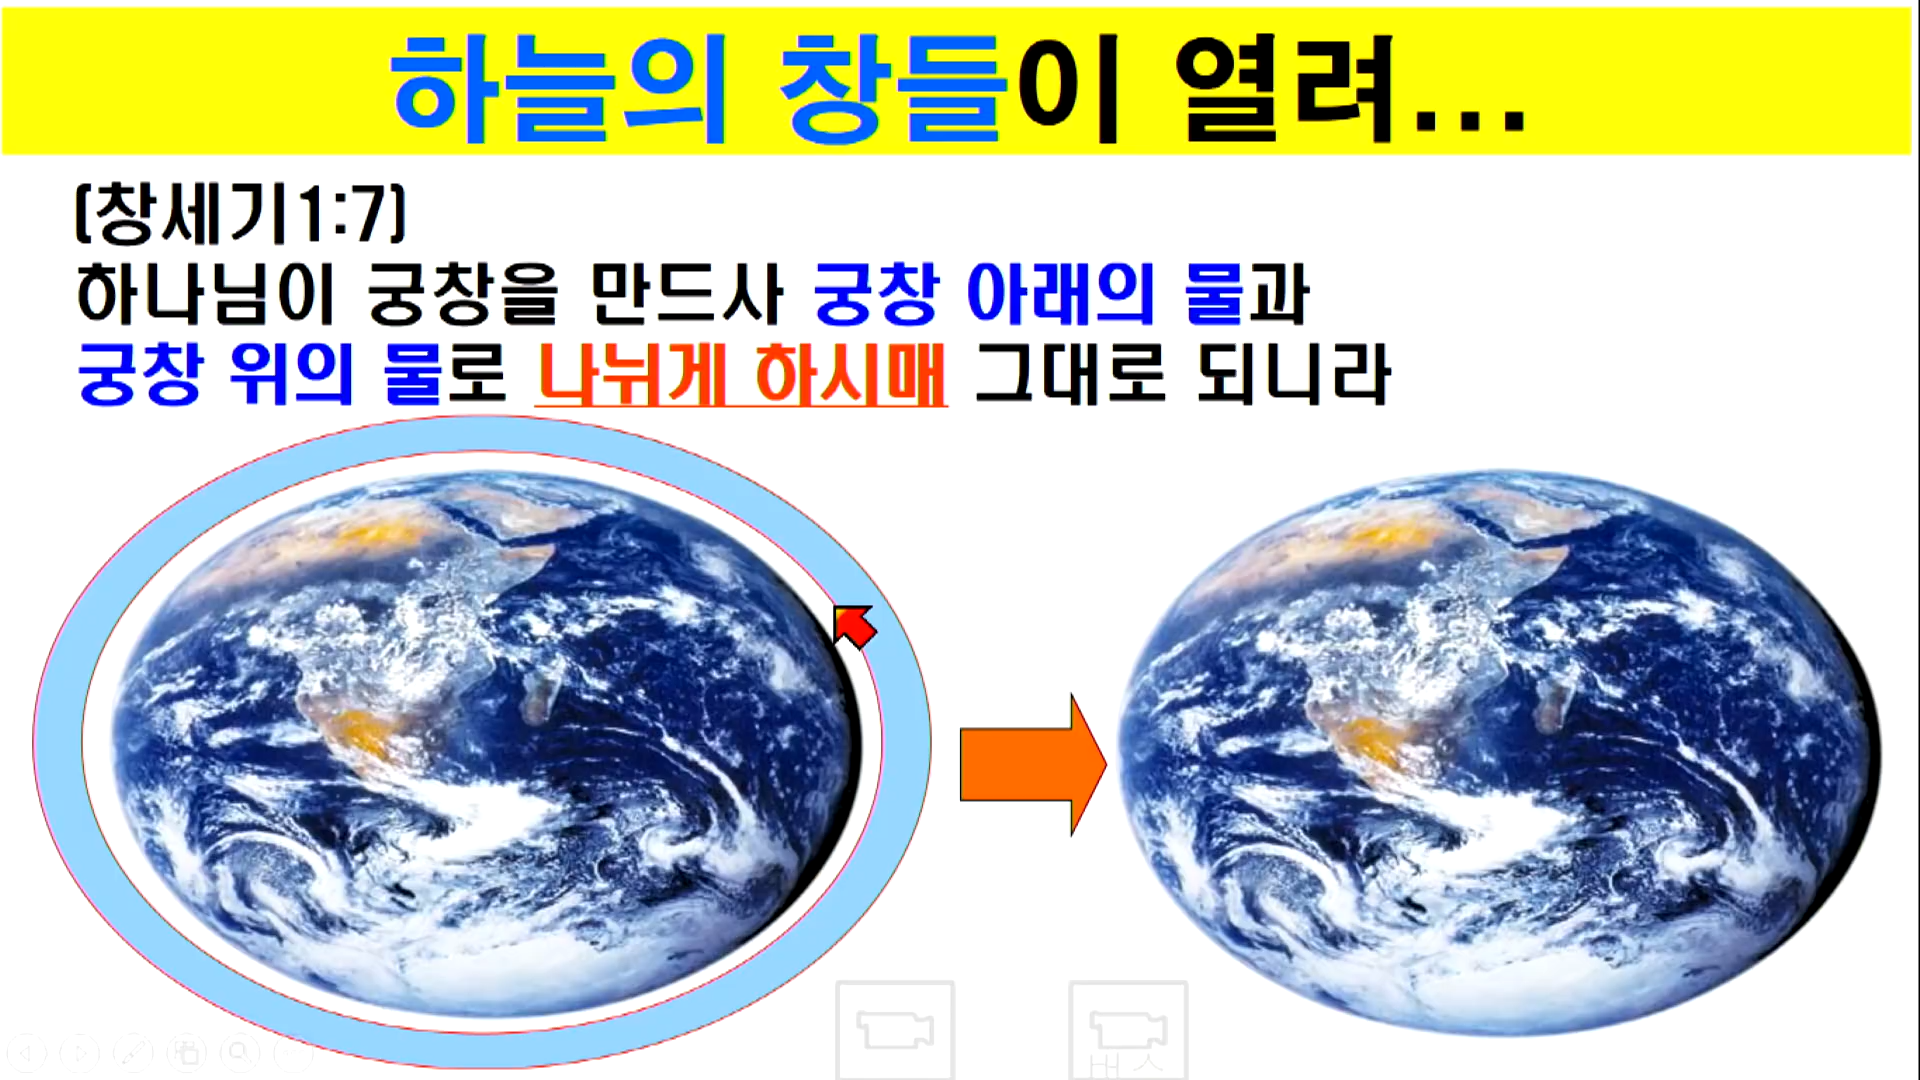 하늘의 창들이 열려...
[창세기1:7]
하나님이 궁창을 만드사 궁창 아래의 물과
궁창 위의 물로 나뉘게 하시매 그대로 되니라